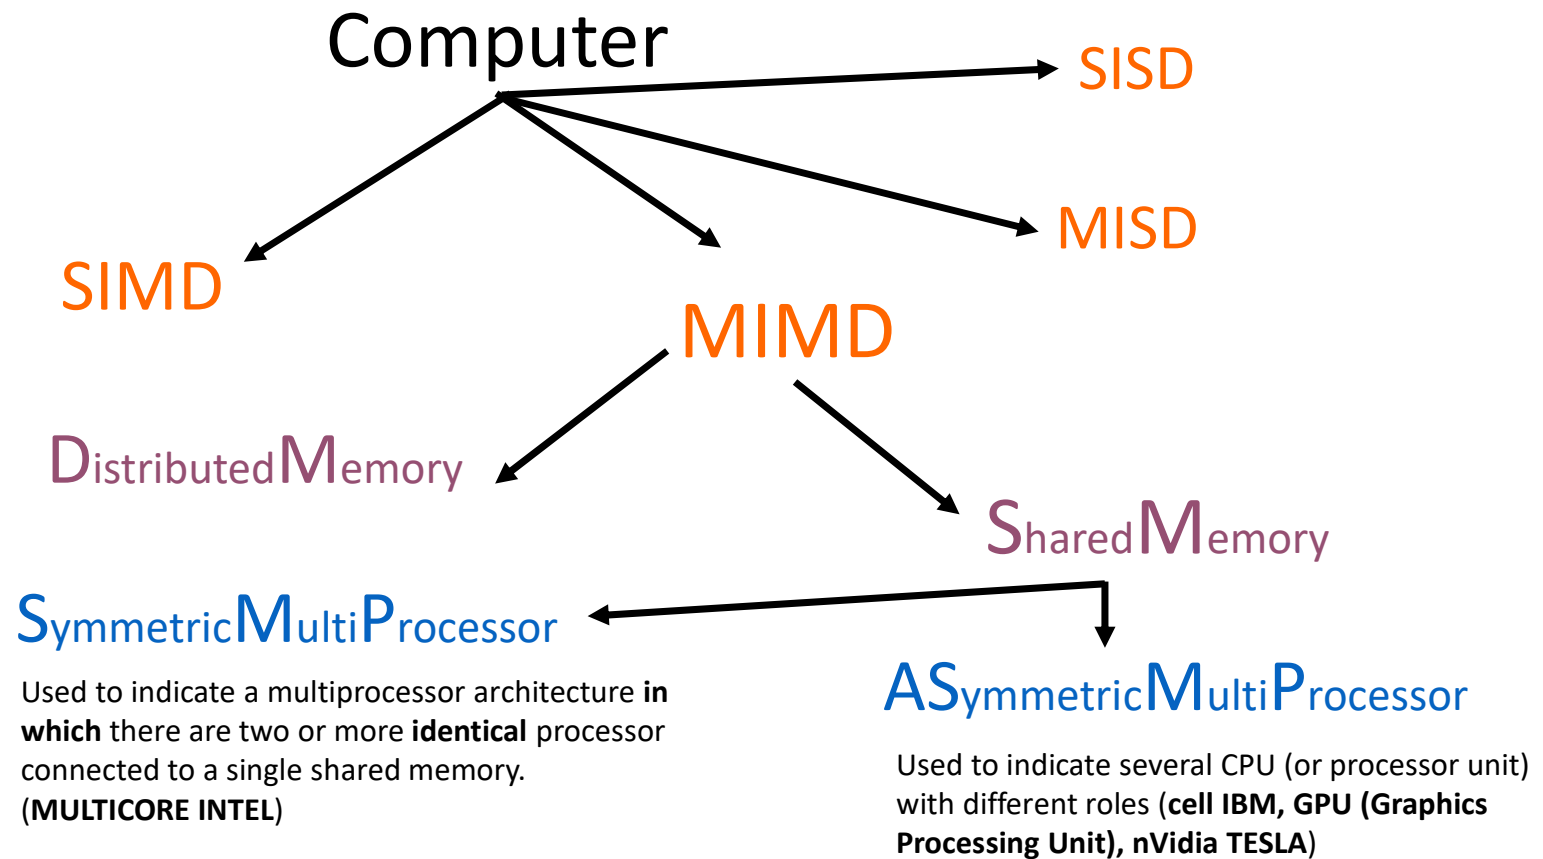 Computer
SISD
MISD
SIMD
MIMD
DistributedMemory
SharedMemory
SymmetricMultiProcessor
Used to indicate a multiprocessor architecture in
which there are two or more identical processor
connected to a single shared memory.
(MULTICORE INTEL)
ASymmetricMultiProcessor
Used to indicate several CPU (or processor unit)
with different roles (cell IBM, GPU (Graphics
Processing Unit), nVidia TESLA)